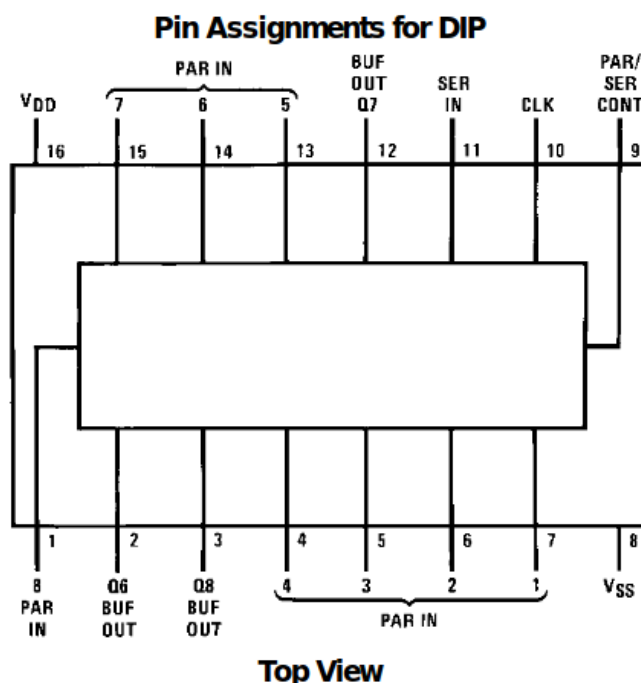 Pin Assignments for DIP
PAR IN
BUF
OUT
Q7
SER
IN
CLK
PAR/
SER
CONT
VDD
7 6 5
16 15 14 13 12 11 10 9
1 2 3 4 5 6 7 8
8
PAR
IN
Q6
BUF
OUT
Q8
BUF
OUT
4 3 2 1
PAR IN
VSS
Top View